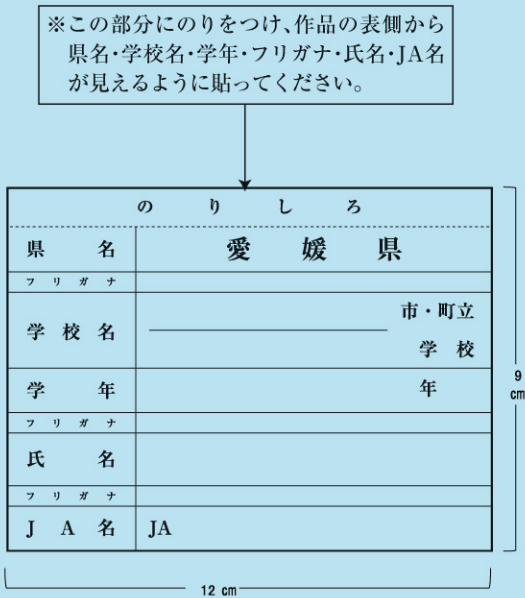 ※この部分にのりをつけ、作品の表側から
県名・学校名・学年・フリガナ・氏名・JA名
が見えるように貼ってください。
のりしろ
県名 愛媛県
フリガナ
学校名 市・町立
学校
学年 年
フリガナ
氏名
フリガナ
JA名 JA
9
cm
12 cm